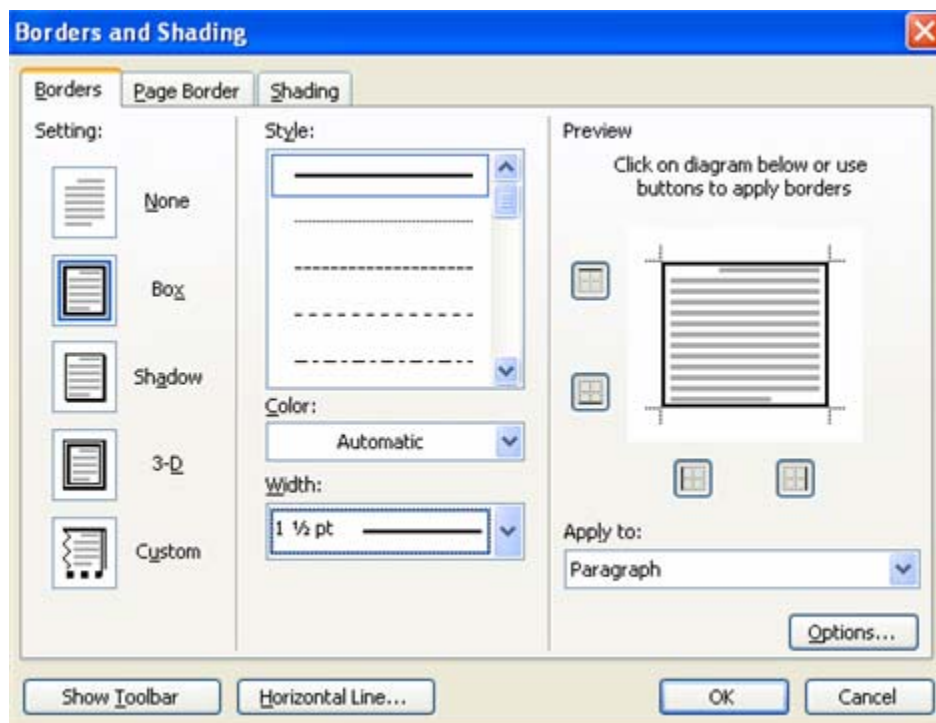 Borders and Shading
Borders
Page Border
Shading
Setting:
None
Box
Shadow
3-D
Custom
Style:
Color:
Automatic
Width:
1 ½ pt
Preview
Click on diagram below or use
buttons to apply borders
Apply to:
Paragraph
Options...
Show Toolbar
Horizontal Line...
OK
Cancel